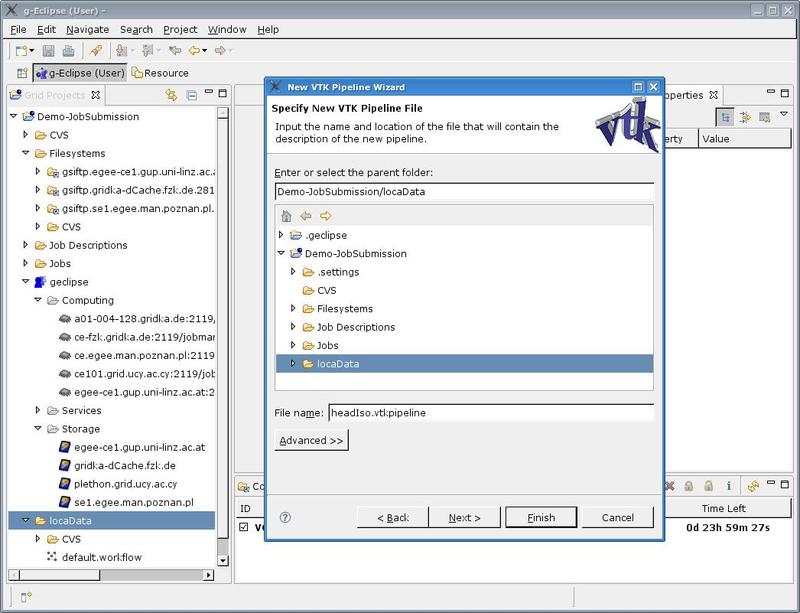 g-Eclipse (User) -
File Edit Navigate Search Project Window Help
g-Eclipse (User) Resource
Grid Projects
Demo-JobSubmission
CVS
Filesystems
gsiftp.egee-ce1.gup.uni-linz.ac.a
gsiftp.gridka-dCache.fzk.de.281
gsiftp.se1.egee.man.poznan.pl.
CVS
Job Descriptions
Jobs
geclipse
Computing
a01-004-128.gridka.de:2119/
ce-fzk.gridka.de:2119/jobmar
ce.egee.man.poznan.pl:2119
ce101.grid.ucy.ac.cy:2119/job
egee-ce1.gup.uni-linz.ac.at:2
Services
Storage
egee-ce1.gup.uni-linz.ac.at
gridka-dCache.fzk.de
plethon.grid.ucy.ac.cy
se1.egee.man.poznan.pl
locaData
CVS
default.workflow
New VTK Pipeline Wizard
Specify New VTK Pipeline File
Input the name and location of the file that will contain the
description of the new pipeline.
vtk
Enter or select the parent folder:
Demo-JobSubmission/locaData
.geclipse
Demo-JobSubmission
.settings
CVS
Filesystems
Job Descriptions
Jobs
locaData
File name: headIso.vtkpipeline
Advanced >>
< Back Next > Finish Cancel
operties
erty Value
Co
ID Time Left
VO 0d 23h 59m 27s